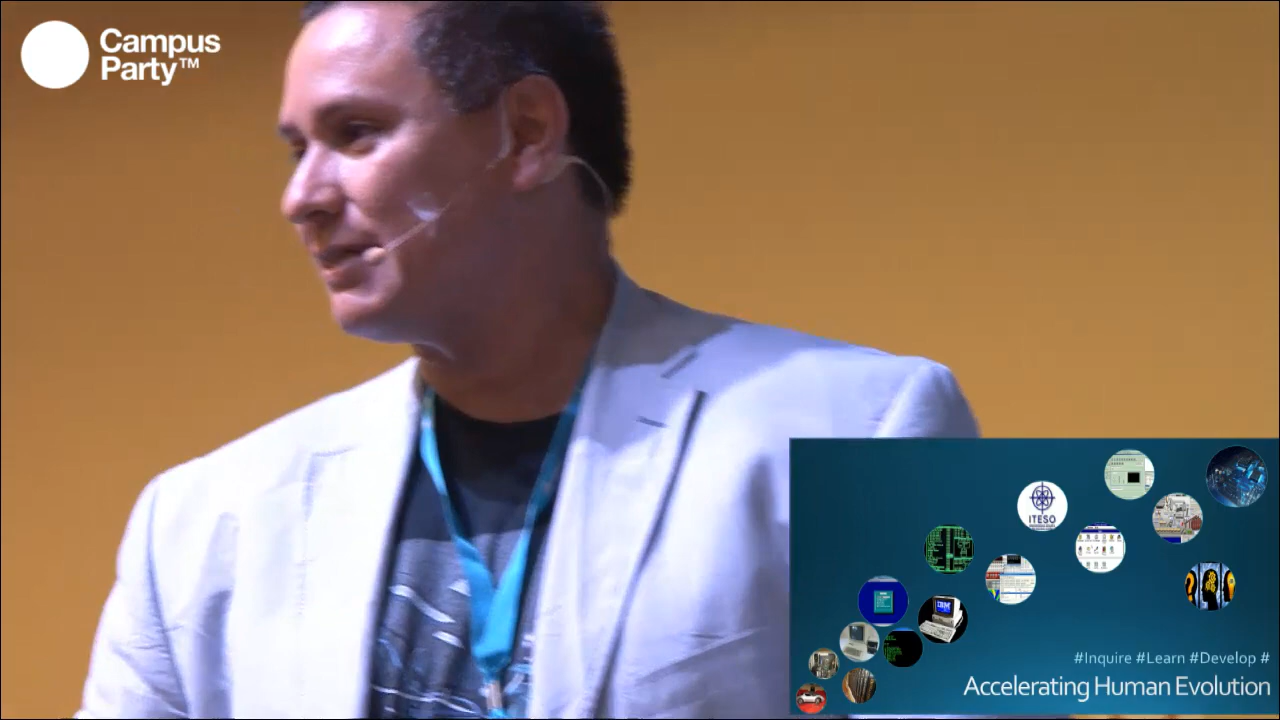 Campus
Party™
ITESO
IBM
#Inquire #Learn #Develop #
Accelerating Human Evolution